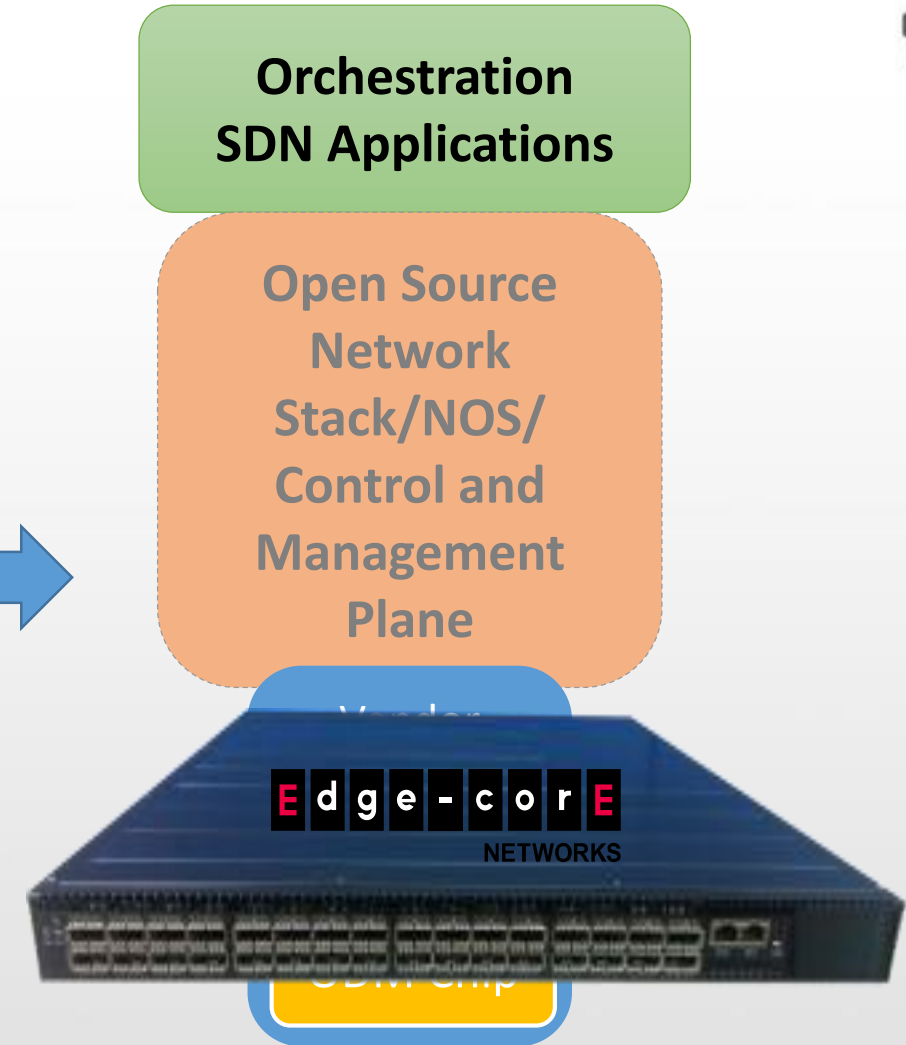 Orchestration
SDN Applications
Open Source
Network
Stack/NOS/
Control and
Management
Plane
Edge-corE
NETWORKS